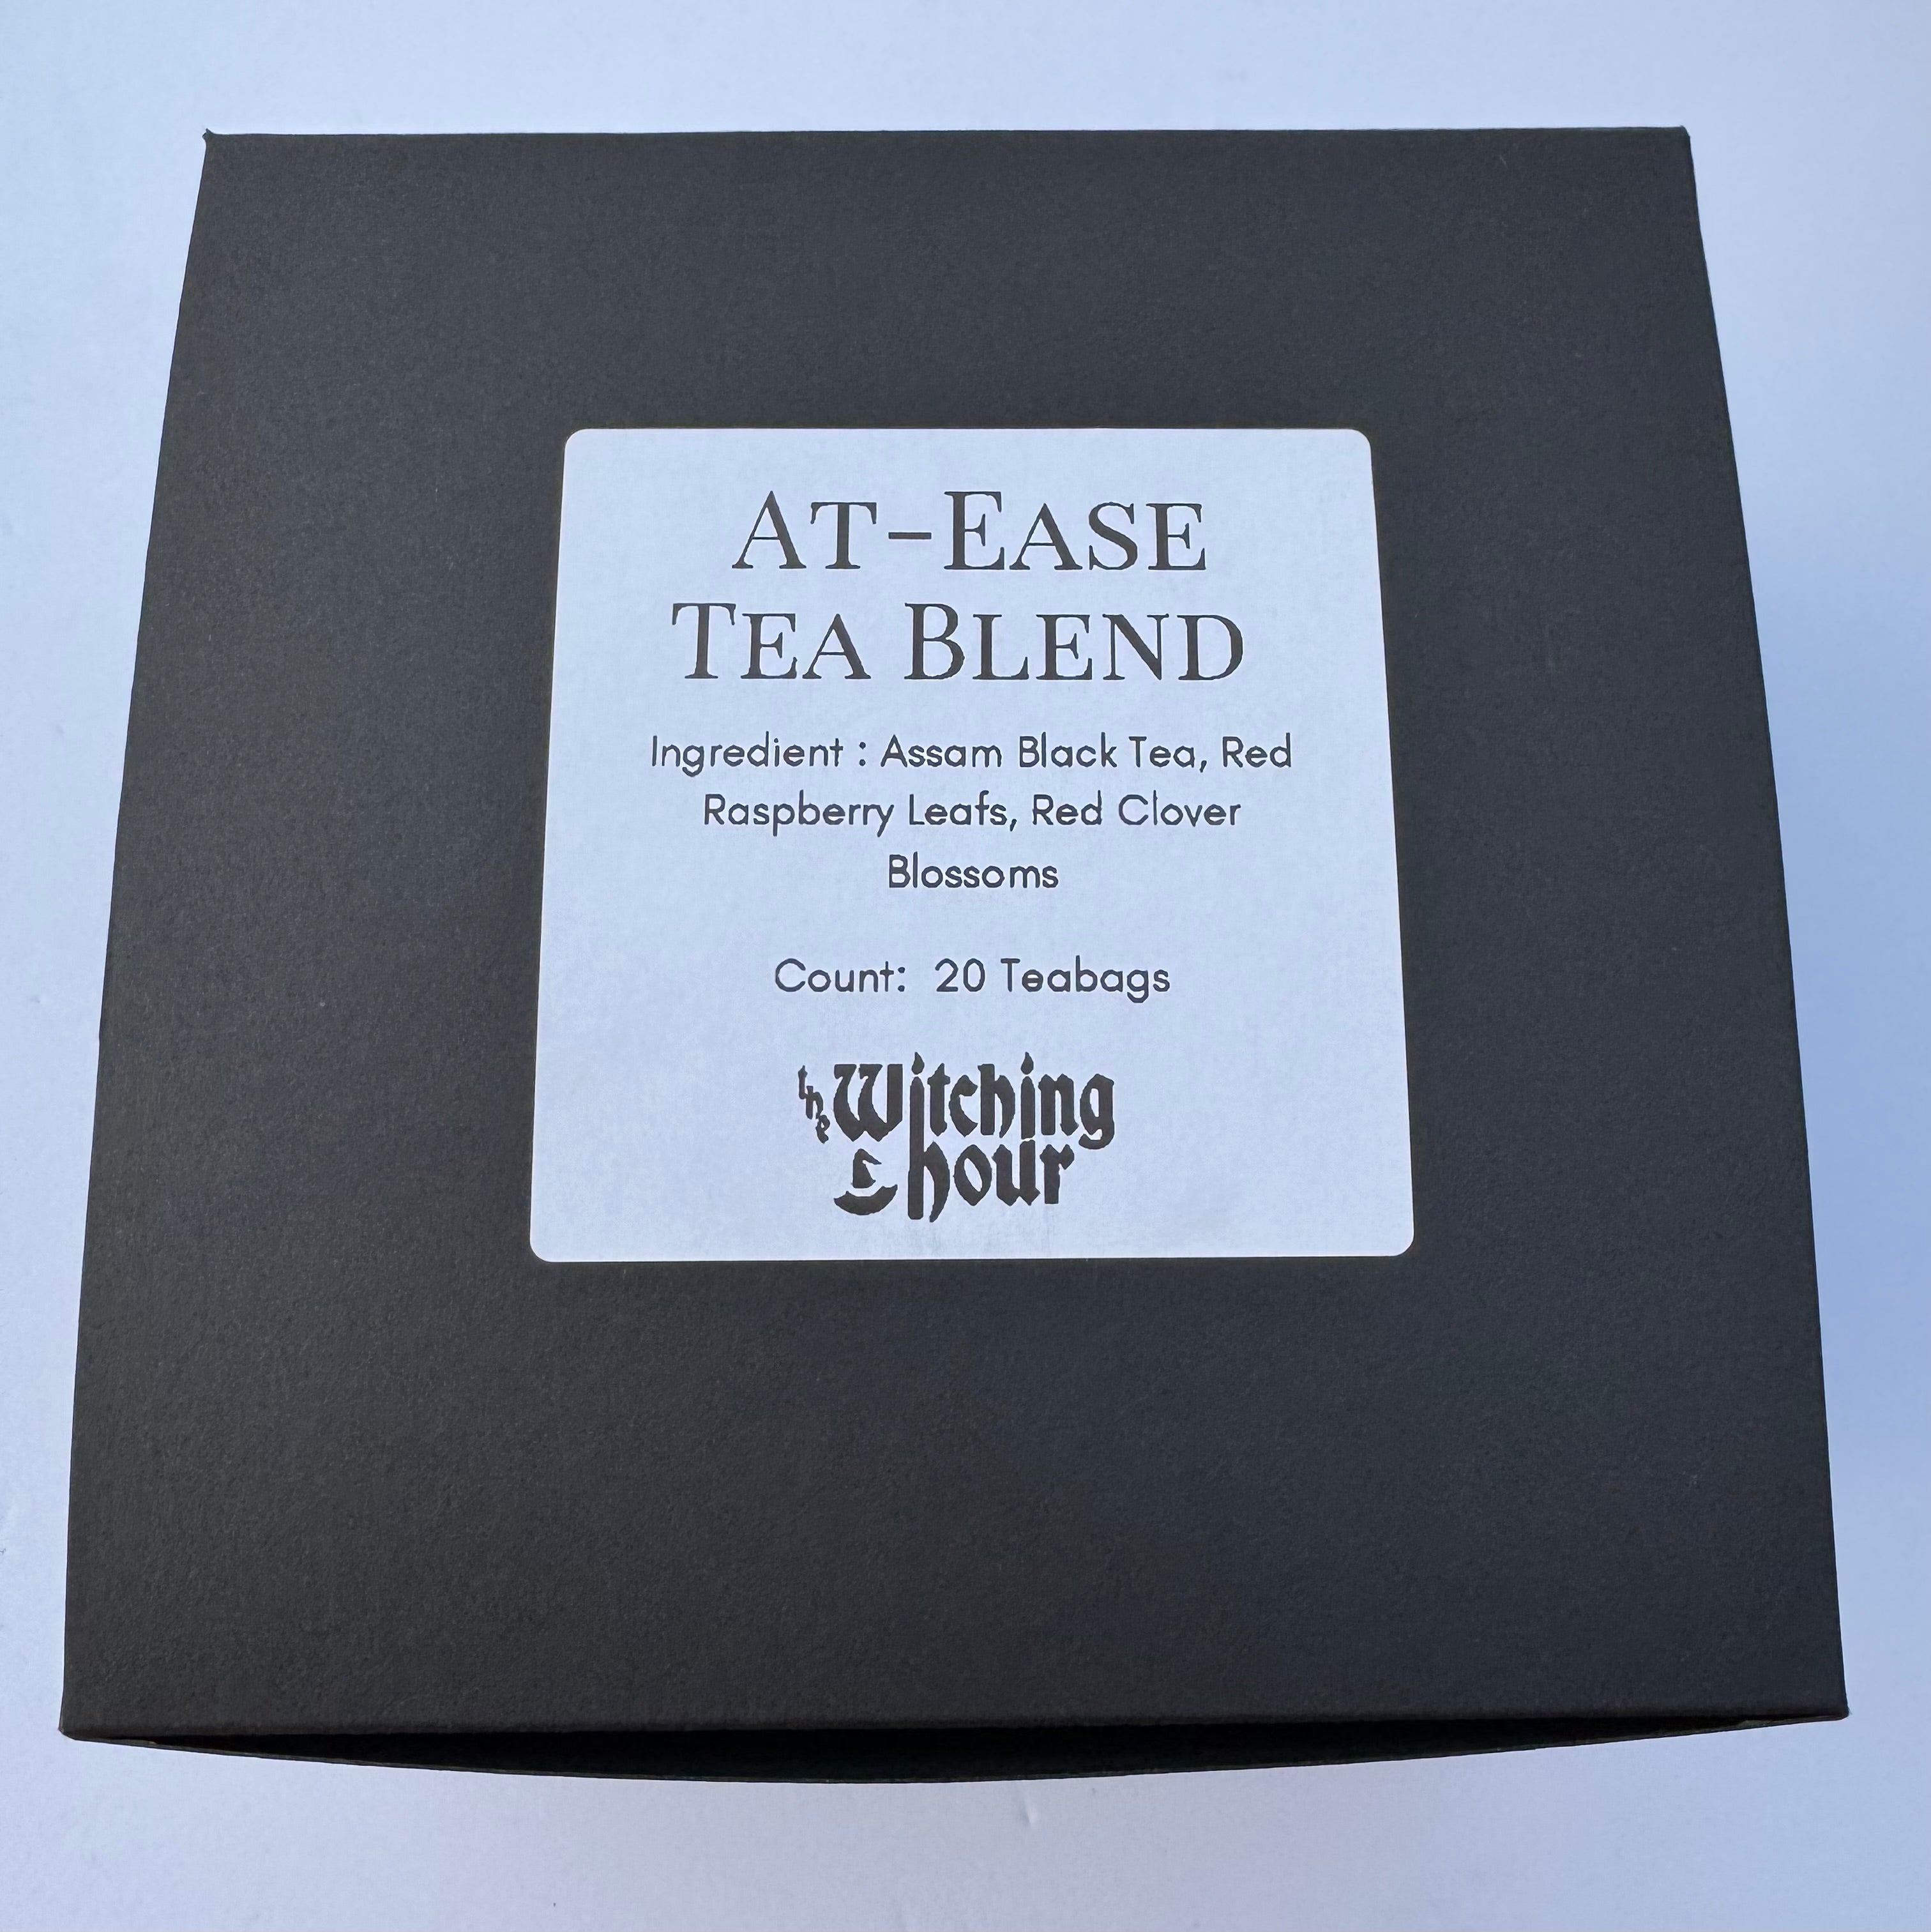 AT-EASE
TEA BLEND
Ingredient : Assam Black Tea, Red
Raspberry Leafs, Red Clover
Blossoms
Count: 20 Teabags
the Witching
hour